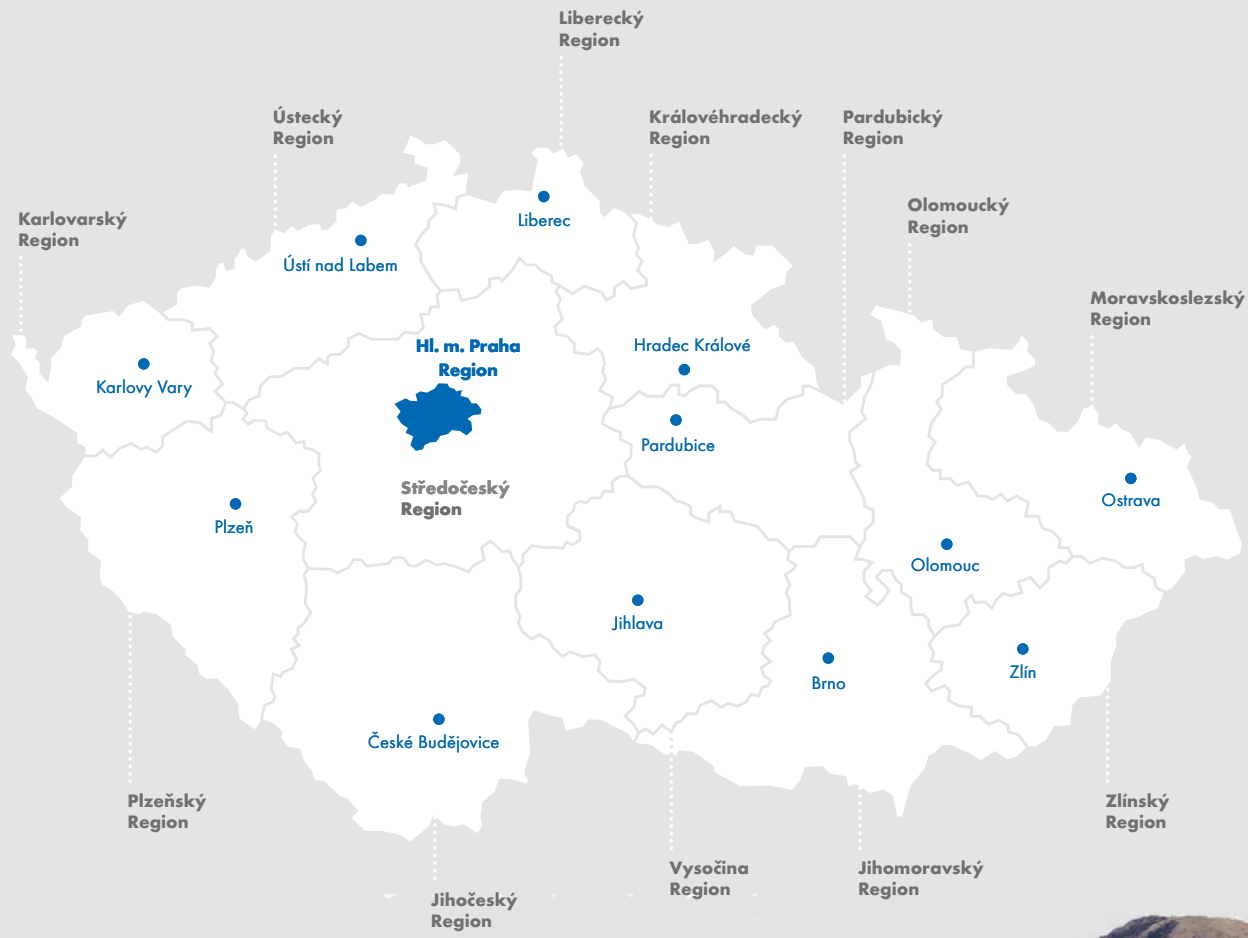 Liberecký
Region
Ústecký
Region
Královéhradecký
Region
Pardubický
Region
Karlovarský
Region
Olomoucký
Region
Liberec
Ústí nad Labem
Moravskoslezský
Region
Hl. m. Praha
Region
Hradec Králové
Karlovy Vary
Pardubice
Středočeský
Region
Ostrava
Plzeň
Olomouc
Jihlava
Zlín
Brno
České Budějovice
Plzeňský
Region
Zlínský
Region
Vysočina
Region
Jihomoravský
Region
Jihočeský
Region